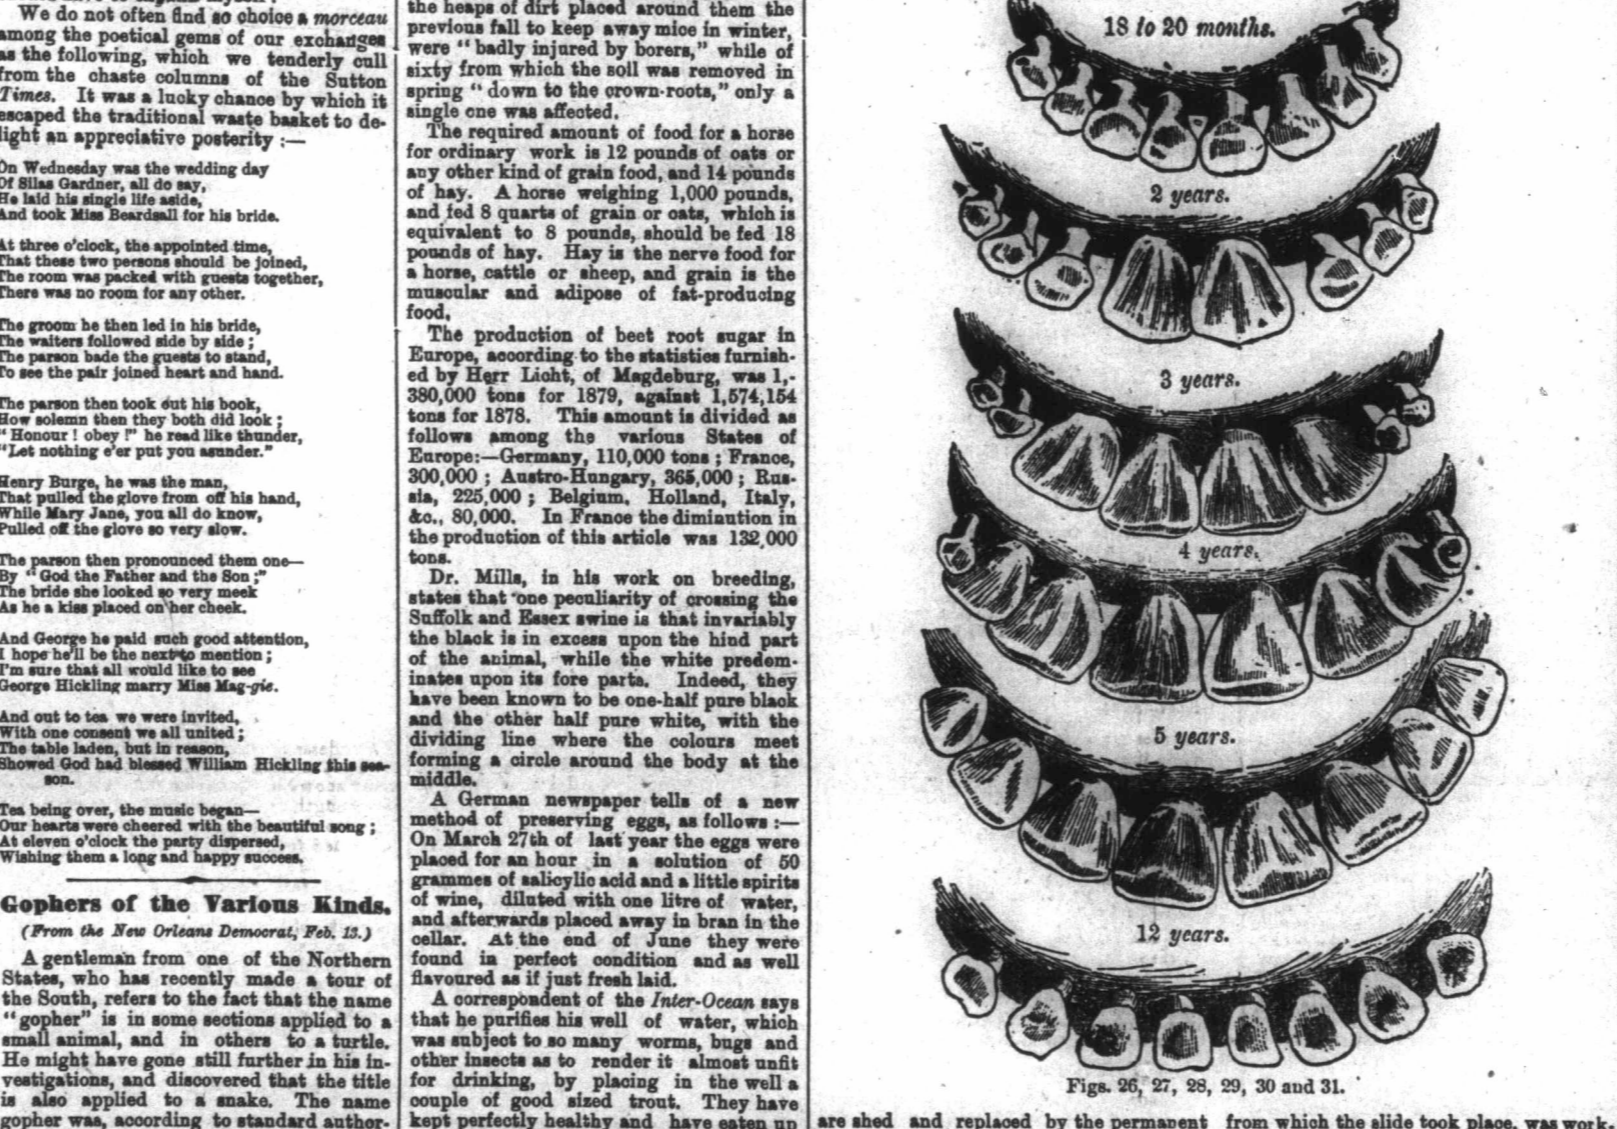 We do not often find so choice a morceau
among the poetical gems of our exchanges
as the following, which we tenderly cull
from the chaste columns of the Sutton
Times. It was a lucky chance by which it
escaped the traditional waste basket to de-
light an appreciative posterity :—
On Wednesday was the wedding day
Of Silas Gardner, all do say,
He laid his single life aside,
And took Miss Beardsall for his bride.
At three o'clock, the appointed time,
That these two persons should be joined,
The room was packed with guests together,
There was no room for any other.
The groom he then led in his bride,
The waiters followed side by side ;
The parson bade the guests to stand,
To see the pair joined heart and hand.
The parson then took out his book,
How solemn then they both did look ;
" Honour ! obey !" he read like thunder,
"Let nothing e'er put you asunder."
Henry Burge, he was the man,
That pulled the glove from off his hand,
While Mary Jane, you all do know,
Pulled off the glove so very slow.
The parson then pronounced them one—
By " God the Father and the Son ;"
The bride she looked so very meek
As he a kiss placed on her cheek.
And George he paid such good attention,
I hope he'll be the next to mention ;
I'm sure that all would like to see
George Hickling marry Miss Mag-gie.
And out to tea we were invited,
With one consent we all united ;
The table laden, but in reason,
Showed God had blessed William Hickling this sea-
son.
Tea being over, the music began—
Our hearts were cheered with the beautiful song ;
At eleven o'clock the party dispersed,
Wishing them a long and happy success.
Gophers of the Various Kinds.
(From the New Orleans Democrat, Feb. 13.)
A gentleman from one of the Northern
States, who has recently made a tour of
the South, refers to the fact that the name
"gopher" is in some sections applied to a
small animal, and in others to a turtle.
He might have gone still further in his in-
vestigations, and discovered that the title
is also applied to a snake. The name
gopher was, according to standard author-
the heaps of dirt placed around them the
previous fall to keep away mice in winter,
were " badly injured by borers," while of
sixty from which the soil was removed in
spring " down to the crown-roots," only a
single one was affected.
The required amount of food for a horse
for ordinary work is 12 pounds of oats or
any other kind of grain food, and 14 pounds
of hay. A horse weighing 1,000 pounds,
and fed 8 quarts of grain or oats, which is
equivalent to 8 pounds, should be fed 18
pounds of hay. Hay is the nerve food for
a horse, cattle or sheep, and grain is the
muscular and adipose of fat-producing
food.
The production of beet root sugar in
Europe, according to the statisties furnish-
ed by Herr Licht, of Magdeburg, was 1,-
380,000 tons for 1879, against 1,574,154
tons for 1878. This amount is divided as
follows among the various States of
Europe:—Germany, 110,000 tons ; France,
300,000 ; Austro-Hungary, 365,000 ; Rus-
sia, 225,000 ; Belgium, Holland, Italy,
&c., 80,000. In France the diminution in
the production of this article was 132,000
tons.
Dr. Mills, in his work on breeding,
states that one peculiarity of crossing the
Suffolk and Essex swine is that invariably
the black is in excess upon the hind part
of the animal, while the white predom-
inates upon its fore parts. Indeed, they
have been known to be one-half pure black
and the other half pure white, with the
dividing line where the colours meet
forming a circle around the body at the
middle.
A German newspaper tells of a new
method of preserving eggs, as follows :—
On March 27th of last year the eggs were
placed for an hour in a solution of 50
grammes of salicylic acid and a little spirits
of wine, diluted with one litre of water,
and afterwards placed away in bran in the
cellar. At the end of June they were
found in perfect condition and as well
flavoured as if just fresh laid.
A correspondent of the Inter-Ocean says
that he purifies his well of water, which
was subject to so many worms, bugs and
other insects as to render it almost unfit
for drinking, by placing in the well a
couple of good sized trout. They have
kept perfectly healthy and have eaten up
18 to 20 months.
2 years.
3 years.
4 years.
5 years.
12 years.
Figs. 26, 27, 28, 29, 30 and 31.
are shed and replaced by the permanent
from which the slide took place, was work-